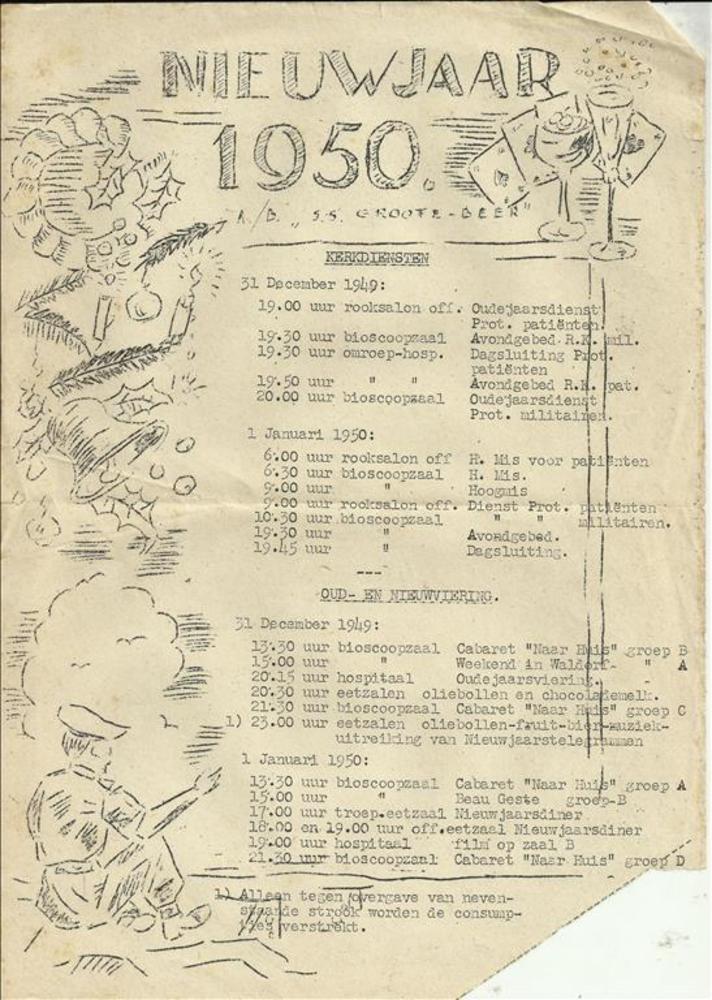 NIEUWJAAR
1950.
A/B. „ S.S. GROOTE-BEER"
KERKDIENSTEN
31 December 1949:
19.00 uur rooksalon off. Oudejaarsdienst
Prot. patiënten.
19.30 uur bioscoopzaal Avondgebed R.K. mil.
19.30 uur omroep-hosp. Dagsluiting Prot.
patiënten
19.50 uur " " Avondgebed R.K. pat.
20.00 uur bioscoopzaal Oudejaarsdienst
Prot. militairen.
1 Januari 1950:
6.00 uur rooksalon off H. Mis voor patiënten
6.30 uur bioscoopzaal H. Mis.
9.00 uur " Hoogmis
9.00 uur rooksalon off. Dienst Prot. patiënten
10.30 uur bioscoopzaal " " militairen.
19.30 uur " Avondgebed.
19.45 uur " Dagsluiting.
---
OUD- EN NIEUWVIERING.
31 December 1949:
13.30 uur bioscoopzaal Cabaret "Naar Huis" groep B
15.00 uur " Weekend in Waldorf- " A
20.15 uur hospitaal Oudejaarsviering. -
20.30 uur eetzalen oliebollen en chocolademelk.
21.30 uur bioscoopzaal Cabaret "Naar Huis" groep C
1) 23.00 uur eetzalen oliebollen-fruit-bier-muziek-
uitreiking van Nieuwjaarstelegrammen
1 Januari 1950:
13.30 uur bioscoopzaal Cabaret "Naar Huis" groep A
15.00 uur " Beau Geste groep-B
17.00 uur troep.eetzaal Nieuwjaarsdiner
18.00 en 19.00 uur off.eetzaal Nieuwjaarsdiner
19.00 uur hospitaal film op zaal B
21.30 uur bioscoopzaal Cabaret "Naar Huis" groep D
1) Alleen tegen overgave van neven-
staande strook worden de consump-
ties verstrekt.